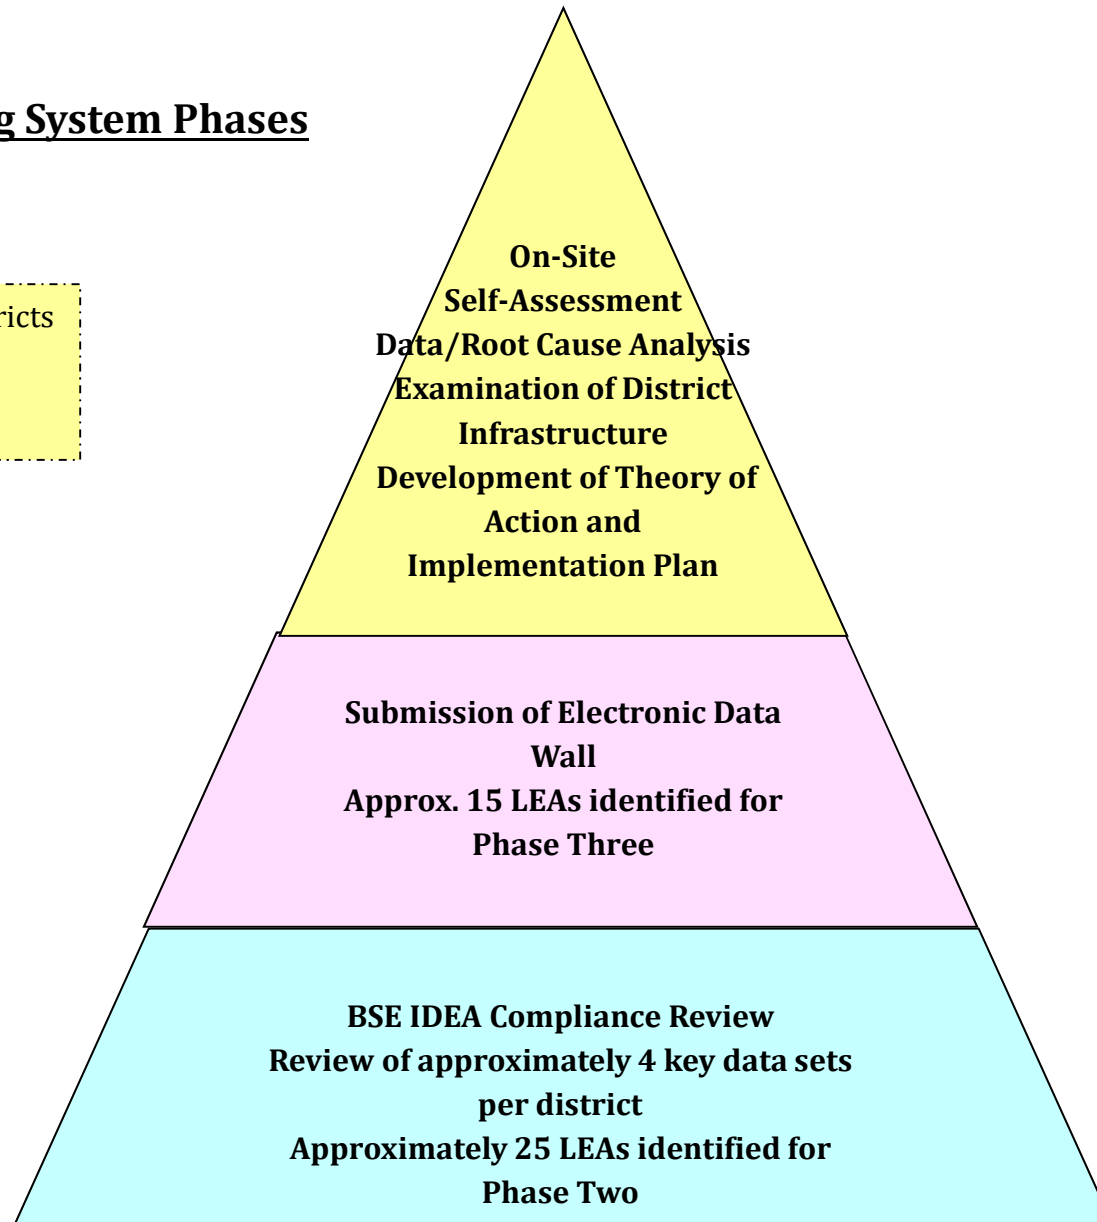 g System Phases
ricts
On-Site
Self-Assessment
Data/Root Cause Analysis
Examination of District
Infrastructure
Development of Theory of
Action and
Implementation Plan
Submission of Electronic Data
Wall
Approx. 15 LEAs identified for
Phase Three
BSE IDEA Compliance Review
Review of approximately 4 key data sets
per district
Approximately 25 LEAs identified for
Phase Two